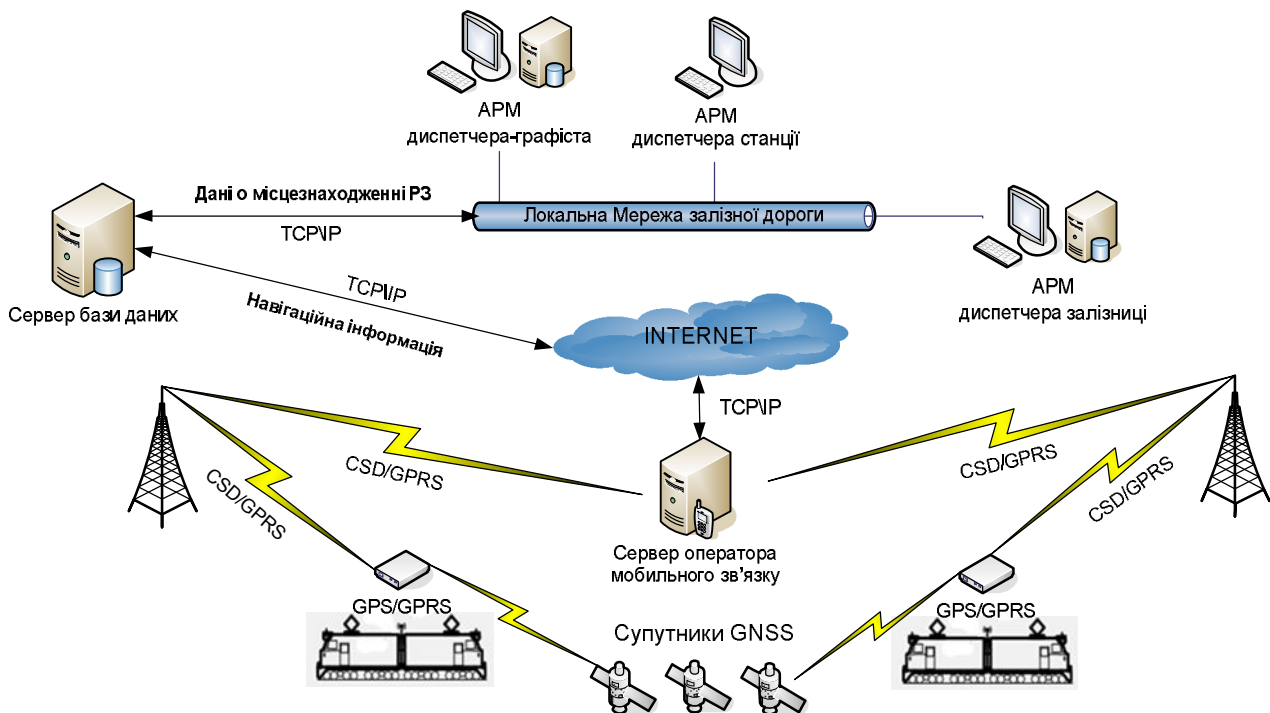 АРМ
диспетчера-графіста
АРМ
диспетчера станції
Дані о місцезнаходженні РЗ
TCP\IP
Локальна Мережа залізної дороги
АРМ
диспетчера залізниці
Сервер бази даних
TCP\I/P
Навігаційна інформація
INTERNET
TCP\IP
CSD/GPRS
CSD/GPRS
CSD/GPRS
CSD/GPRS
Сервер оператора
мобильного зв'язку
GPS/GPRS
GPS/GPRS
Супутники GNSS